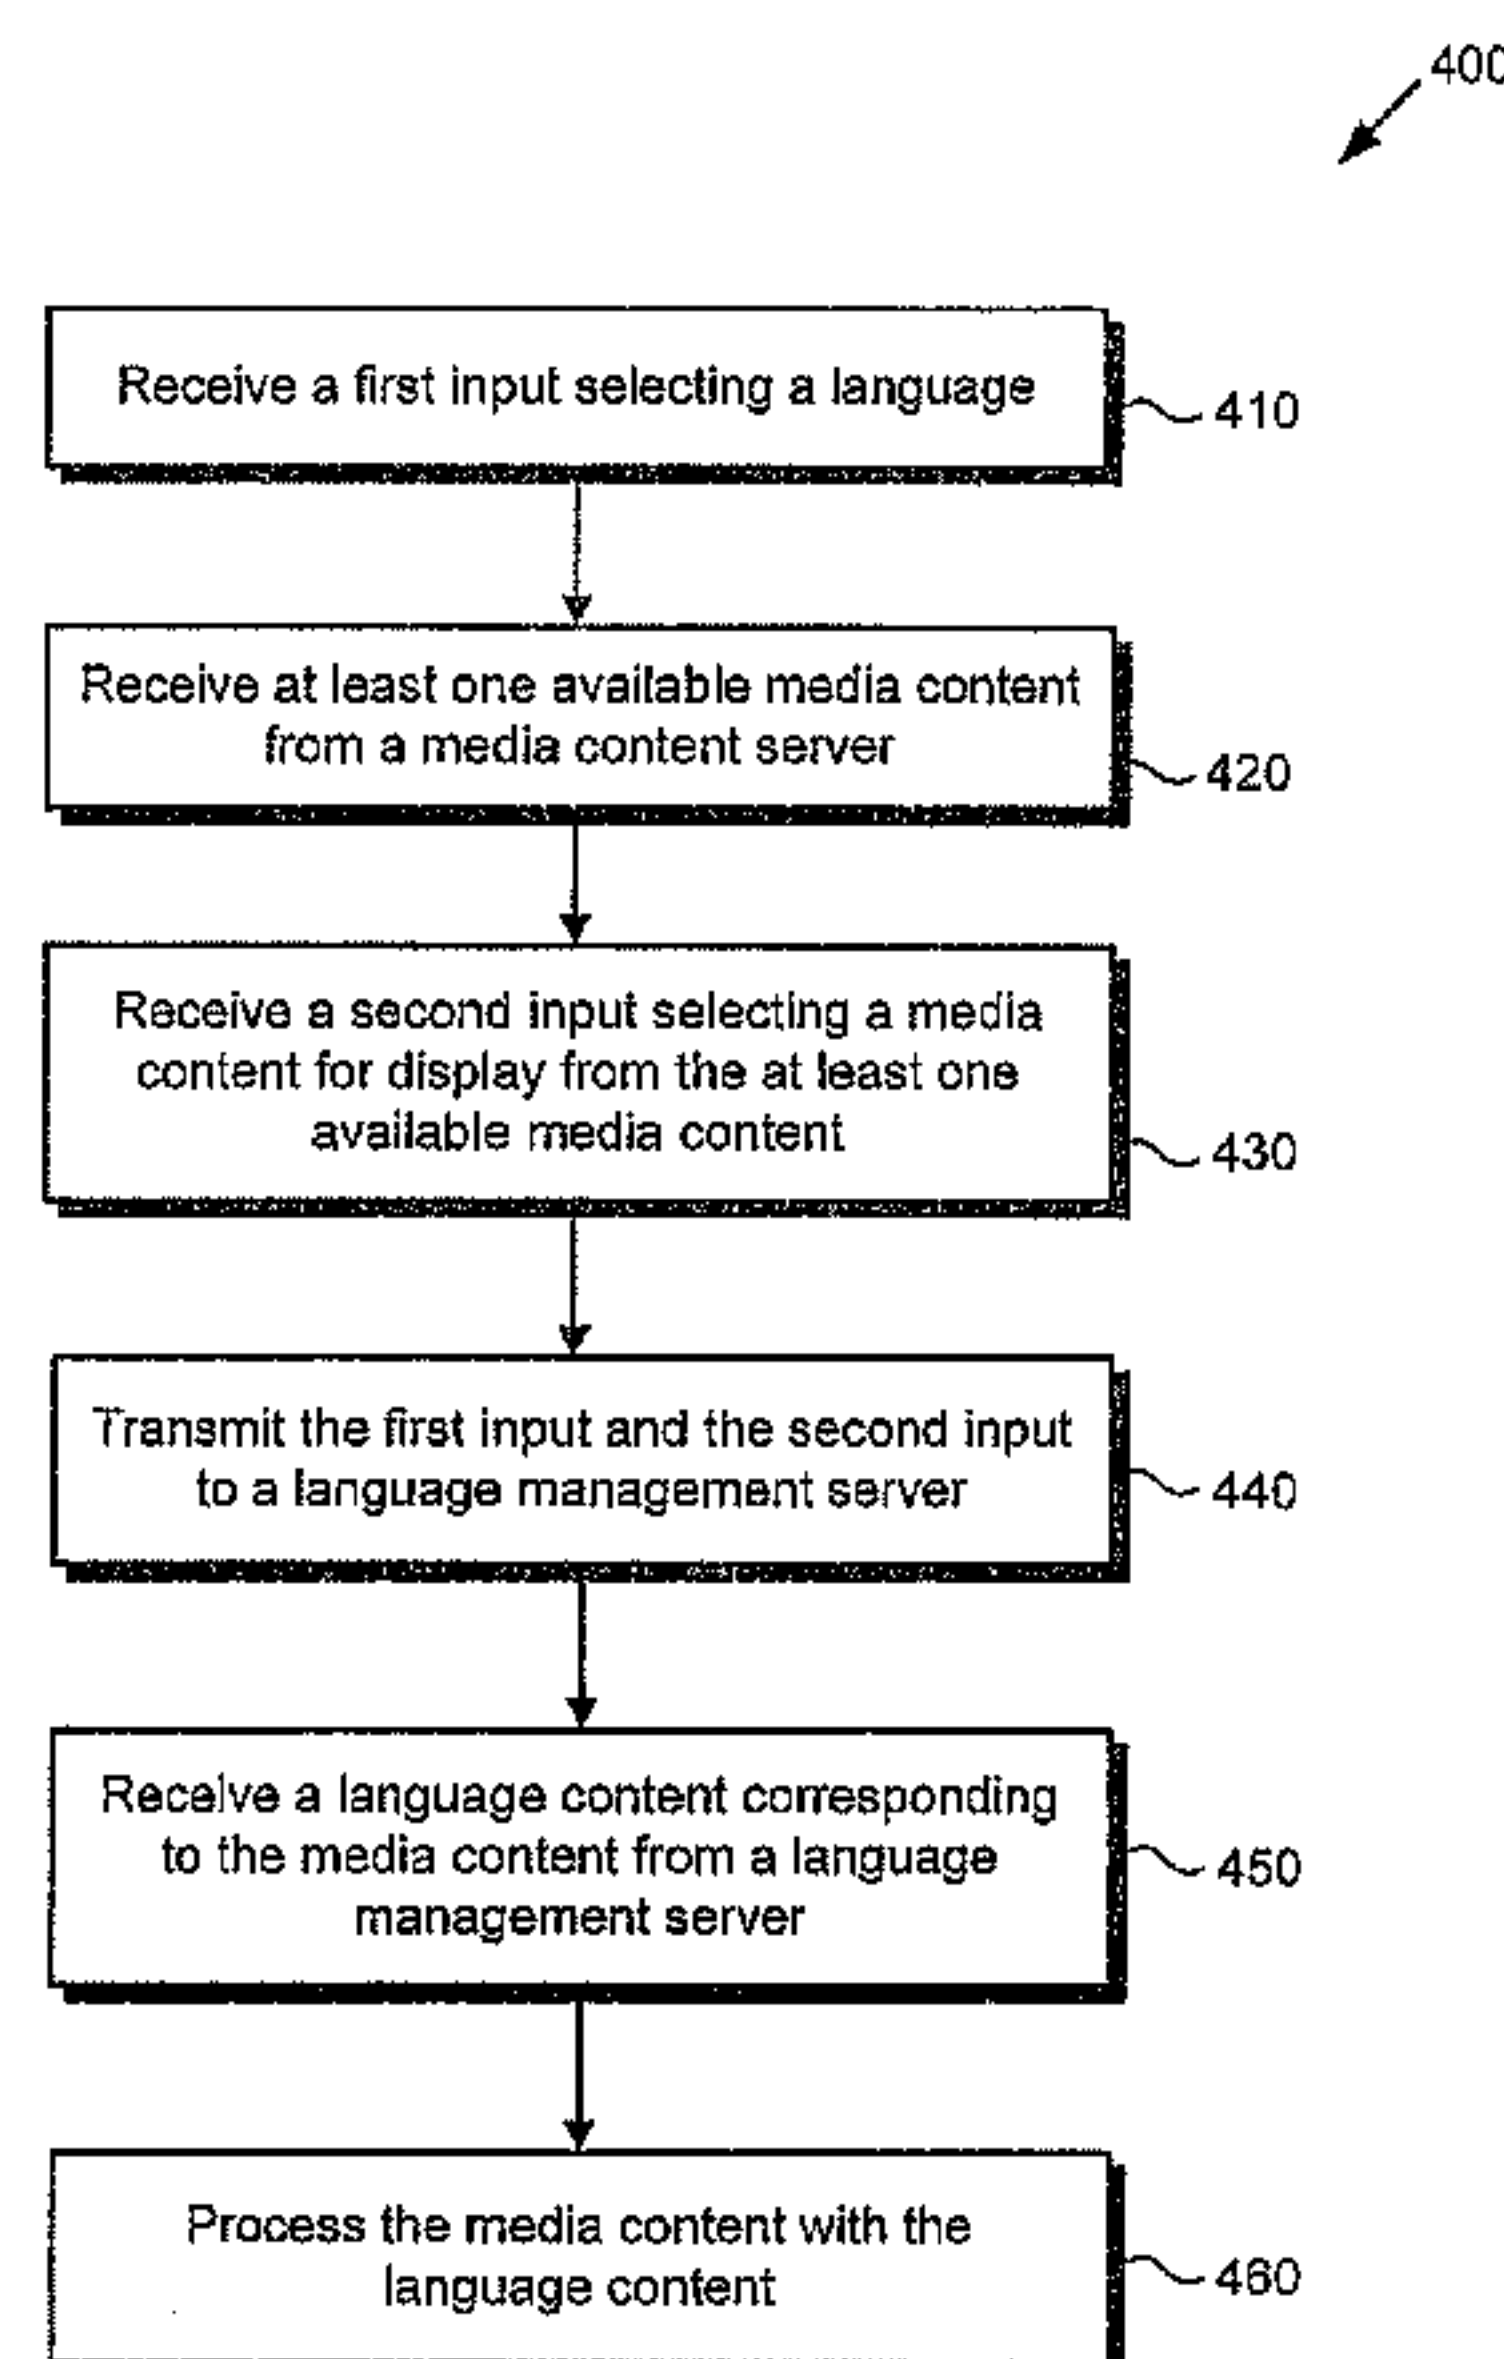 400
Receive a first input selecting a language
410
Receive at least one available media content
from a media content server
420
Receive a second input selecting a media
content for display from the at least one
available media content
430
Transmit the first input and the second input
to a language management server
440
Receive a language content corresponding
to the media content from a language
management server
450
Process the media content with the
language content
460